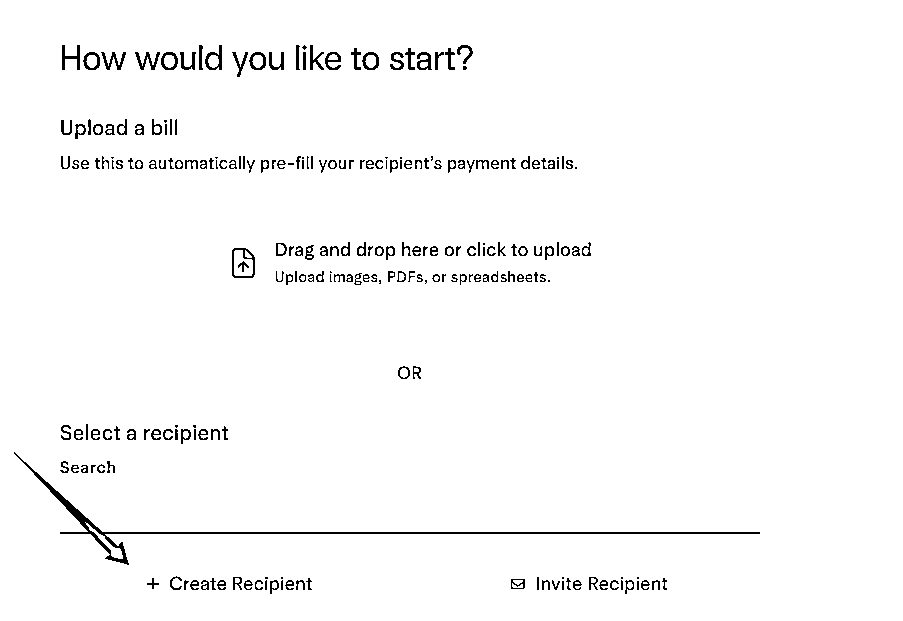 How would you like to start?
Upload a bill
Use this to automatically pre-fill your recipient's payment details.
Drag and drop here or click to upload
Upload images, PDFs, or spreadsheets.
OR
Select a recipient
Search
+ Create Recipient
Invite Recipient